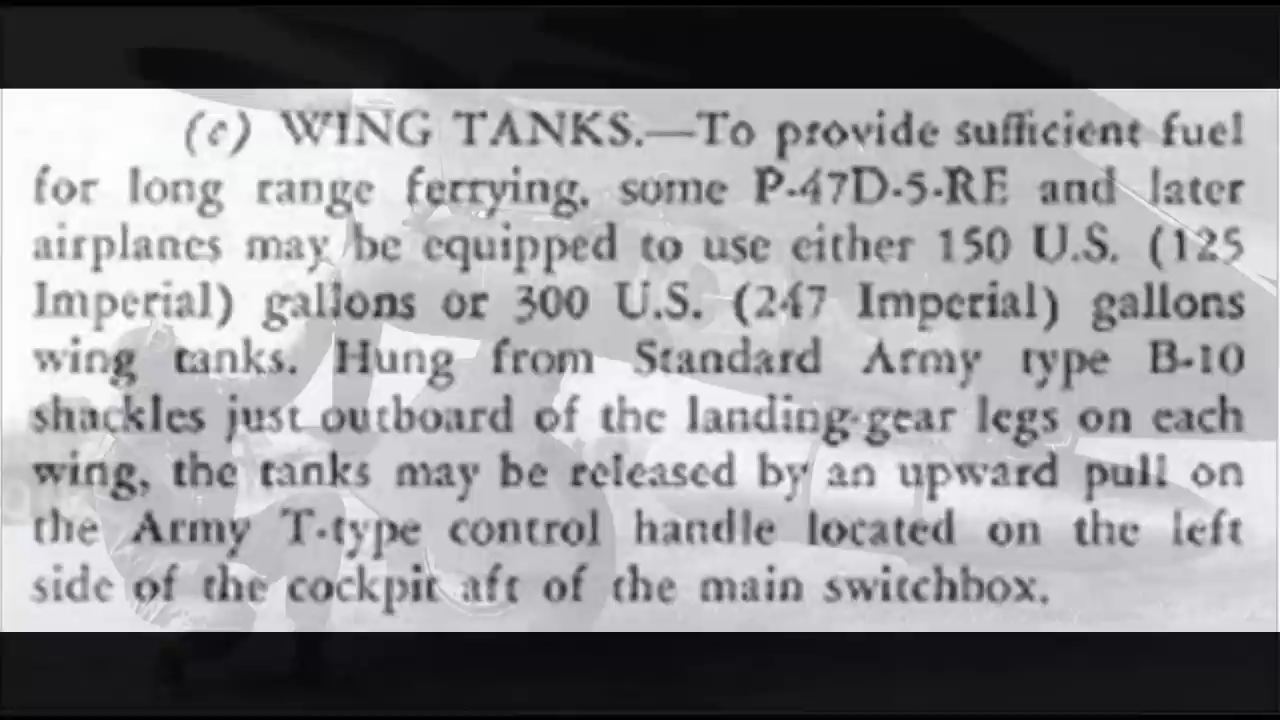 (e) WING TANKS.—To provide sufficient fuel
for long range ferrying, some P-47D-5-RE and later
airplanes may be equipped to use either 150 U.S. (125
Imperial) gallons or 300 U.S. (247 Imperial) gallons
wing tanks. Hung from Standard Army type B-10
shackles just outboard of the landing-gear legs on each
wing, the tanks may be released by an upward pull on
the Army T-type control handle located on the left
side of the cockpit aft of the main switchbox.